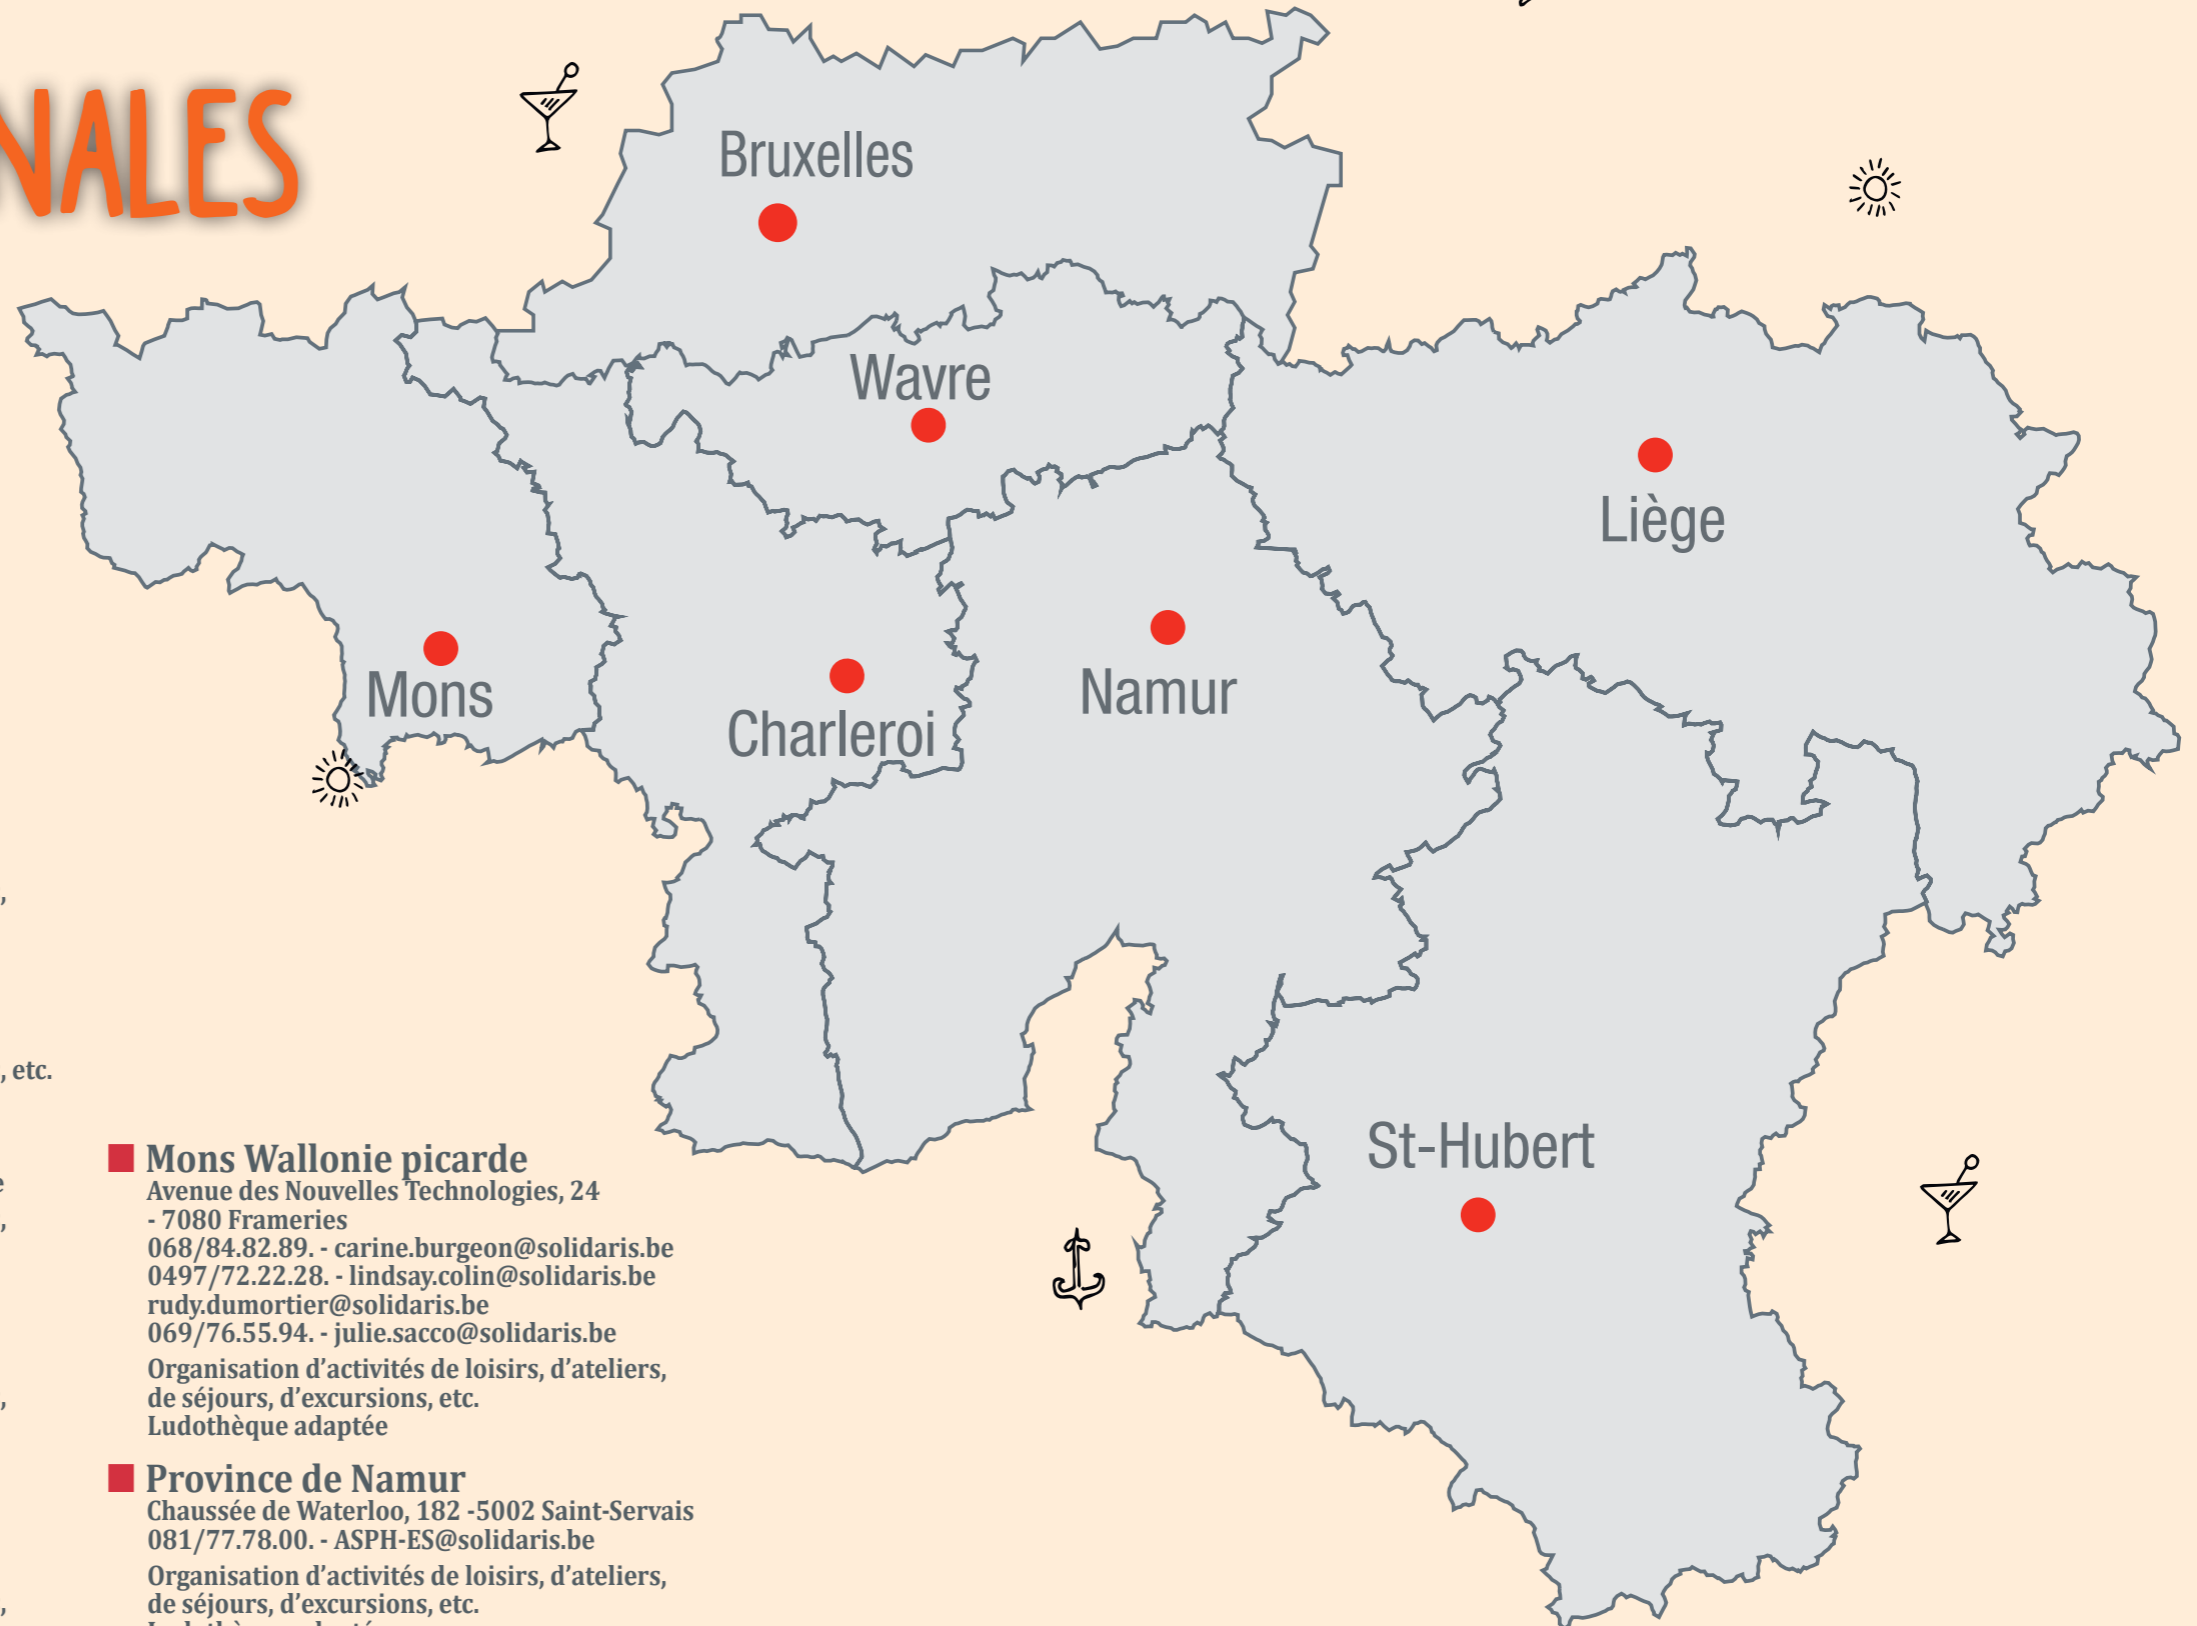 NALES
Bruxelles
Wavre
Liège
Mons
Charleroi
Namur
St-Hubert
,
, etc.
,
,
,
Mons Wallonie picarde
Avenue des Nouvelles Technologies, 24
- 7080 Frameries
068/84.82.89. - carine.burgeon@solidaris.be
0497/72.22.28. - lindsay.colin@solidaris.be
rudy.dumortier@solidaris.be
069/76.55.94. - julie.sacco@solidaris.be
Organisation d’activités de loisirs, d’ateliers,
de séjours, d’excursions, etc.
Ludothèque adaptée
Province de Namur
Chaussée de Waterloo, 182 -5002 Saint-Servais
081/77.78.00. - ASPH-ES@solidaris.be
Organisation d’activités de loisirs, d’ateliers,
de séjours, d’excursions, etc.